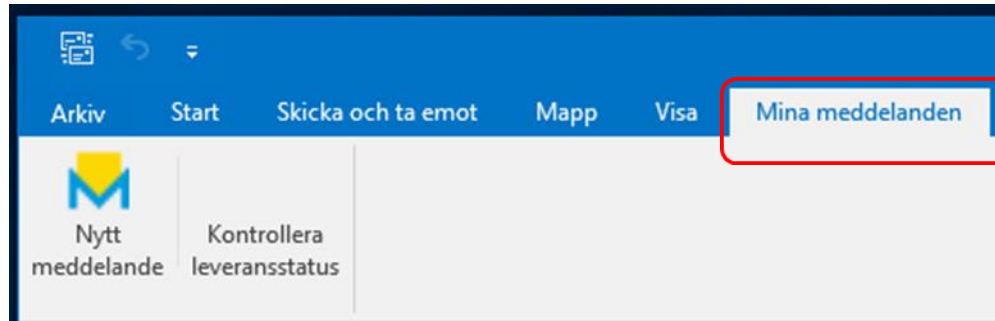 Arkiv Start Skicka och ta emot Mapp Visa Mina meddelanden
Nytt Kontrollera
meddelande leveransstatus